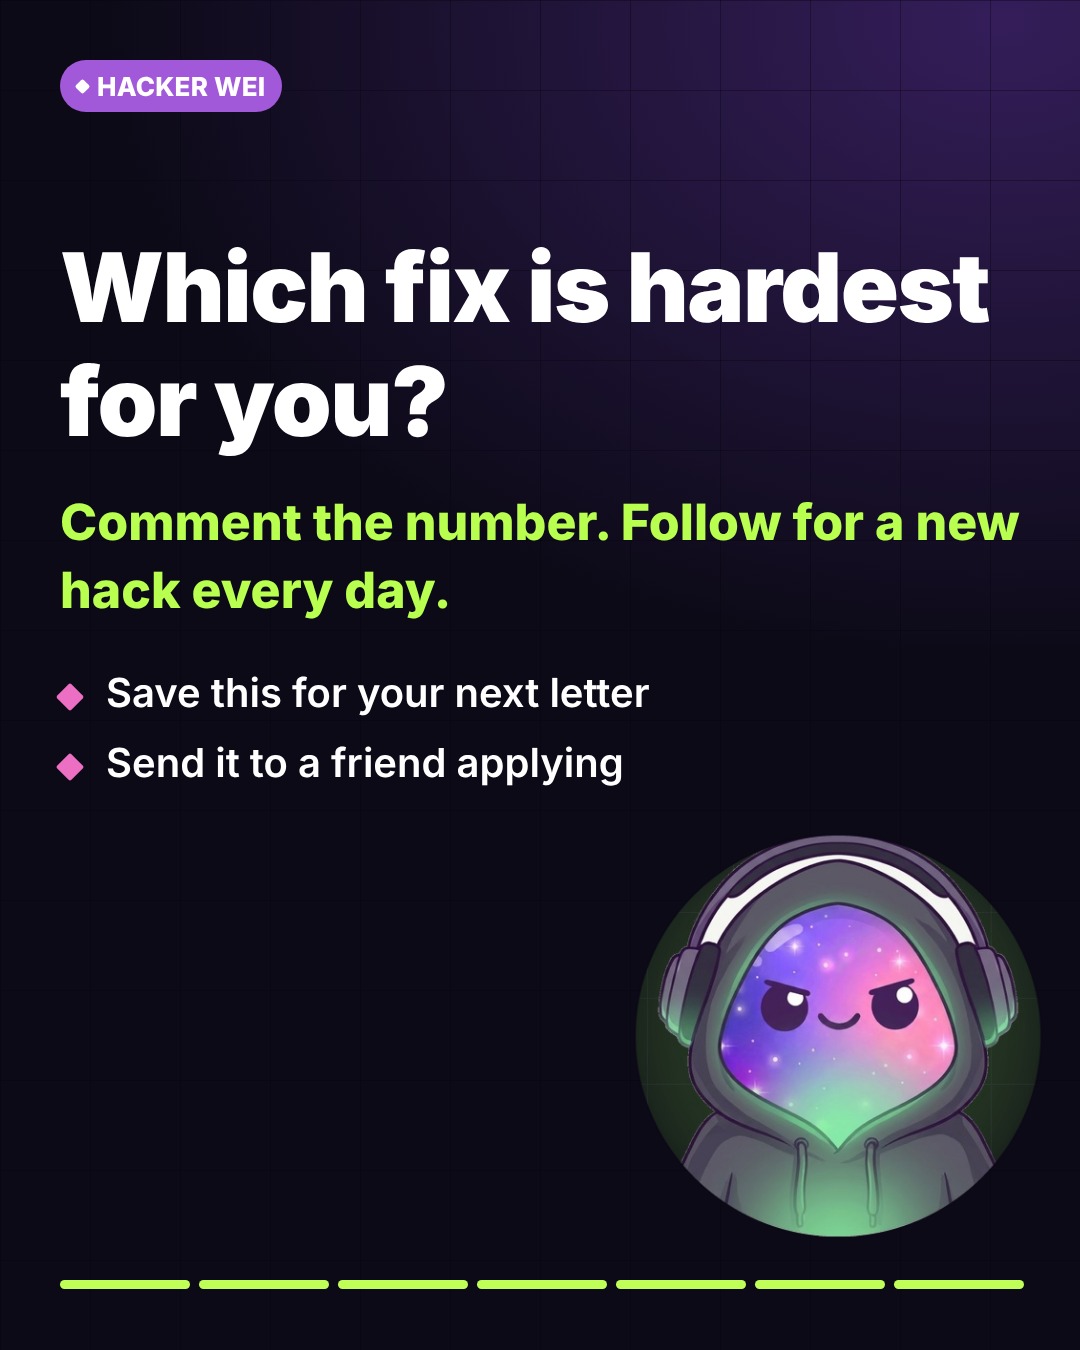 HACKER WEI
Which fix is hardest
for you?
Comment the number. Follow for a new
hack every day.
Save this for your next letter
Send it to a friend applying